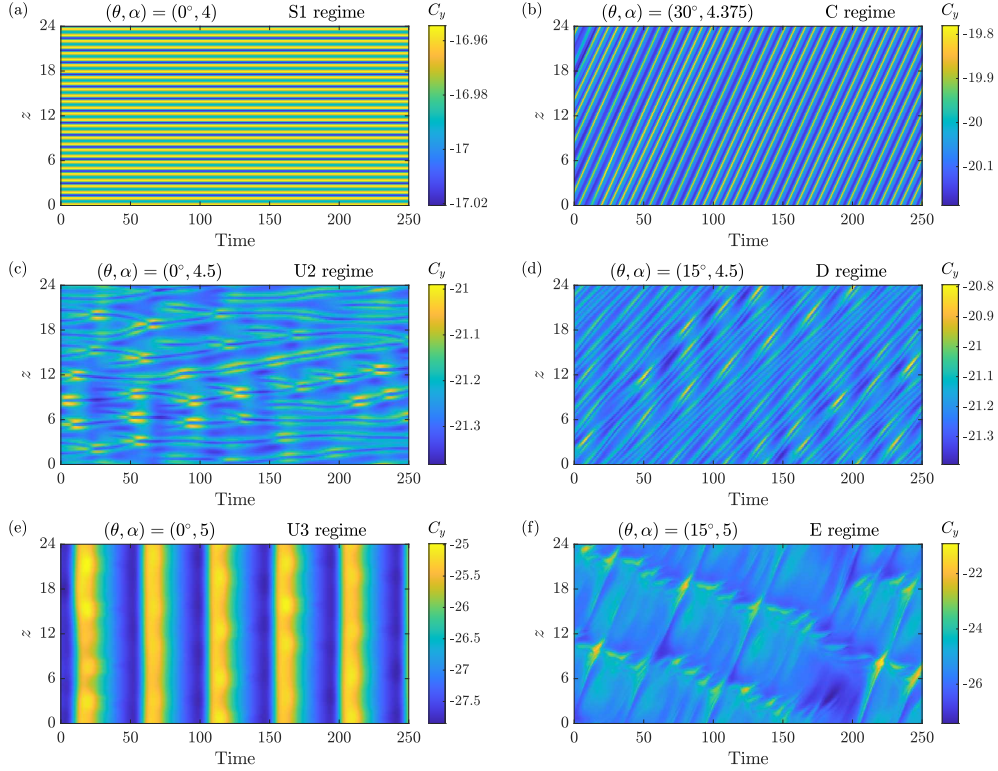 (a) (θ, α) = (0°, 4) S1 regime
C_y
24
18
12
6
0
z
0 50 100 150 200 250
Time
-16.96
-16.98
-17
-17.02
(b) (θ, α) = (30°, 4.375) C regime
C_y
24
18
12
6
0
z
0 50 100 150 200 250
Time
-19.8
-19.9
-20
-20.1
(c) (θ, α) = (0°, 4.5) U2 regime
C_y
24
18
12
6
0
z
0 50 100 150 200 250
Time
-21
-21.1
-21.2
-21.3
(d) (θ, α) = (15°, 4.5) D regime
C_y
24
18
12
6
0
z
0 50 100 150 200 250
Time
-20.8
-20.9
-21
-21.1
-21.2
-21.3
(e) (θ, α) = (0°, 5) U3 regime
C_y
24
18
12
6
0
z
0 50 100 150 200 250
Time
-25
-25.5
-26
-26.5
-27
-27.5
(f) (θ, α) = (15°, 5) E regime
C_y
24
18
12
6
0
z
0 50 100 150 200 250
Time
-22
-24
-26